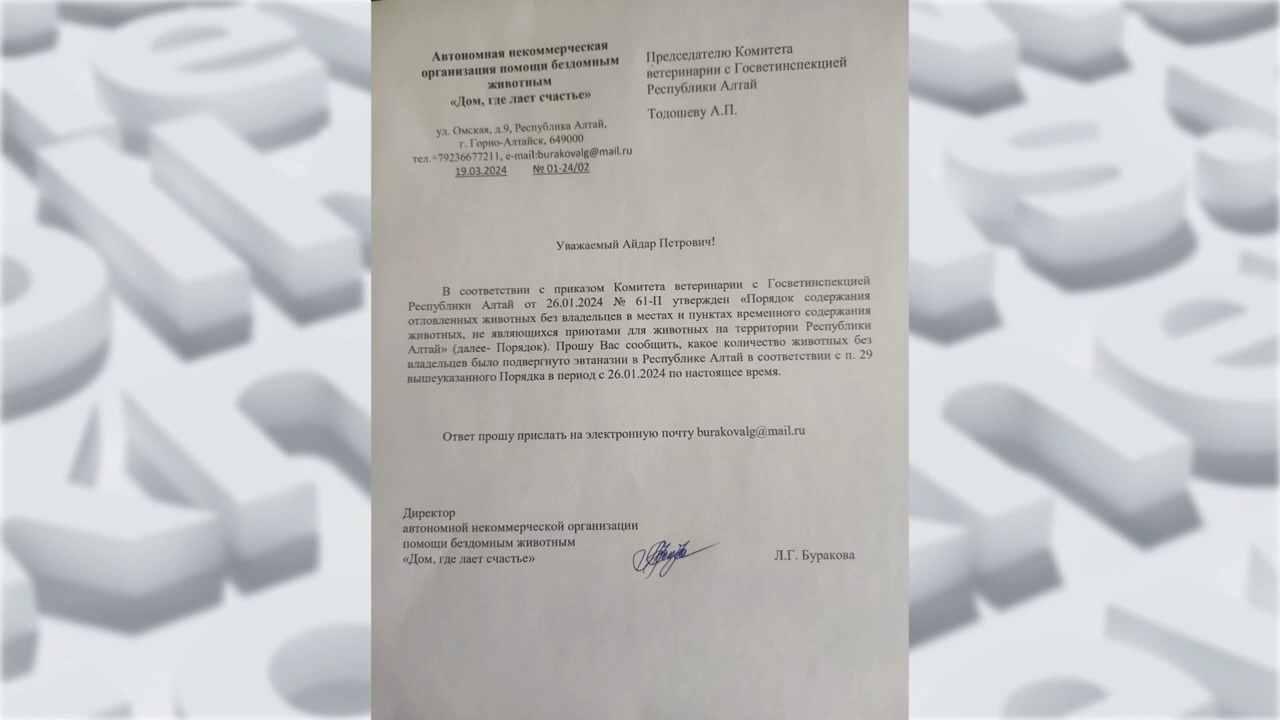 Автономная некоммерческая
организация помощи бездомным
животным
«Дом, где лает счастье»
ул. Омская, д.9, Республика Алтай,
г. Горно-Алтайск, 649000
тел.+79236677211, e-mail:burakovalg@mail.ru
19.03.2024 № 01-24/02
Председателю Комитета
ветеринарии с Госветинспекцией
Республики Алтай
Тодошеву А.П.
Уважаемый Айдар Петрович!
В соответствии с приказом Комитета ветеринарии с Госветинспекцией
Республики Алтай от 26.01.2024 № 61-П утвержден «Порядок содержания
отловленных животных без владельцев в местах и пунктах временного содержания
животных, не являющихся приютами для животных на территории Республики
Алтай» (далее- Порядок). Прошу Вас сообщить, какое количество животных без
владельцев было подвергнуто эвтаназии в Республике Алтай в соответствии с п. 29
вышеуказанного Порядка в период с 26.01.2024 по настоящее время.
Ответ прошу прислать на электронную почту burakovalg@mail.ru
Директор
автономной некоммерческой организации
помощи бездомным животным
«Дом, где лает счастье»
Л.Г. Буракова